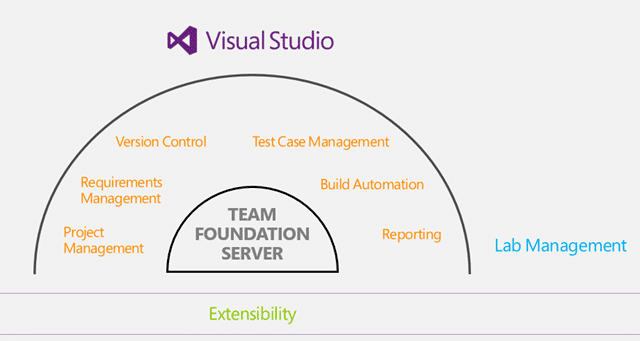 Visual Studio
Version Control
Test Case Management
Requirements
Management
Build Automation
Project
Management
TEAM
FOUNDATION
SERVER
Reporting
Lab Management
Extensibility